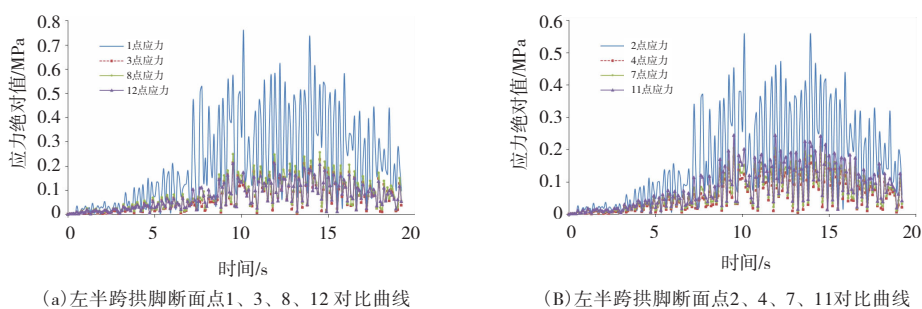 0.8
0.7
0.6
0.5
0.4
0.3
0.2
0.1
0
应力绝对值/MPa
1点应力
3点应力
8点应力
12点应力
0 5 10 15 20
时间/s
(a)左半跨拱脚断面点1、3、8、12 对比曲线
0.6
0.5
0.4
0.3
0.2
0.1
0
应力绝对值/MPa
2点应力
4点应力
7点应力
11点应力
0 5 10 15 20
时间/s
(B)左半跨拱脚断面点2、4、7、11对比曲线